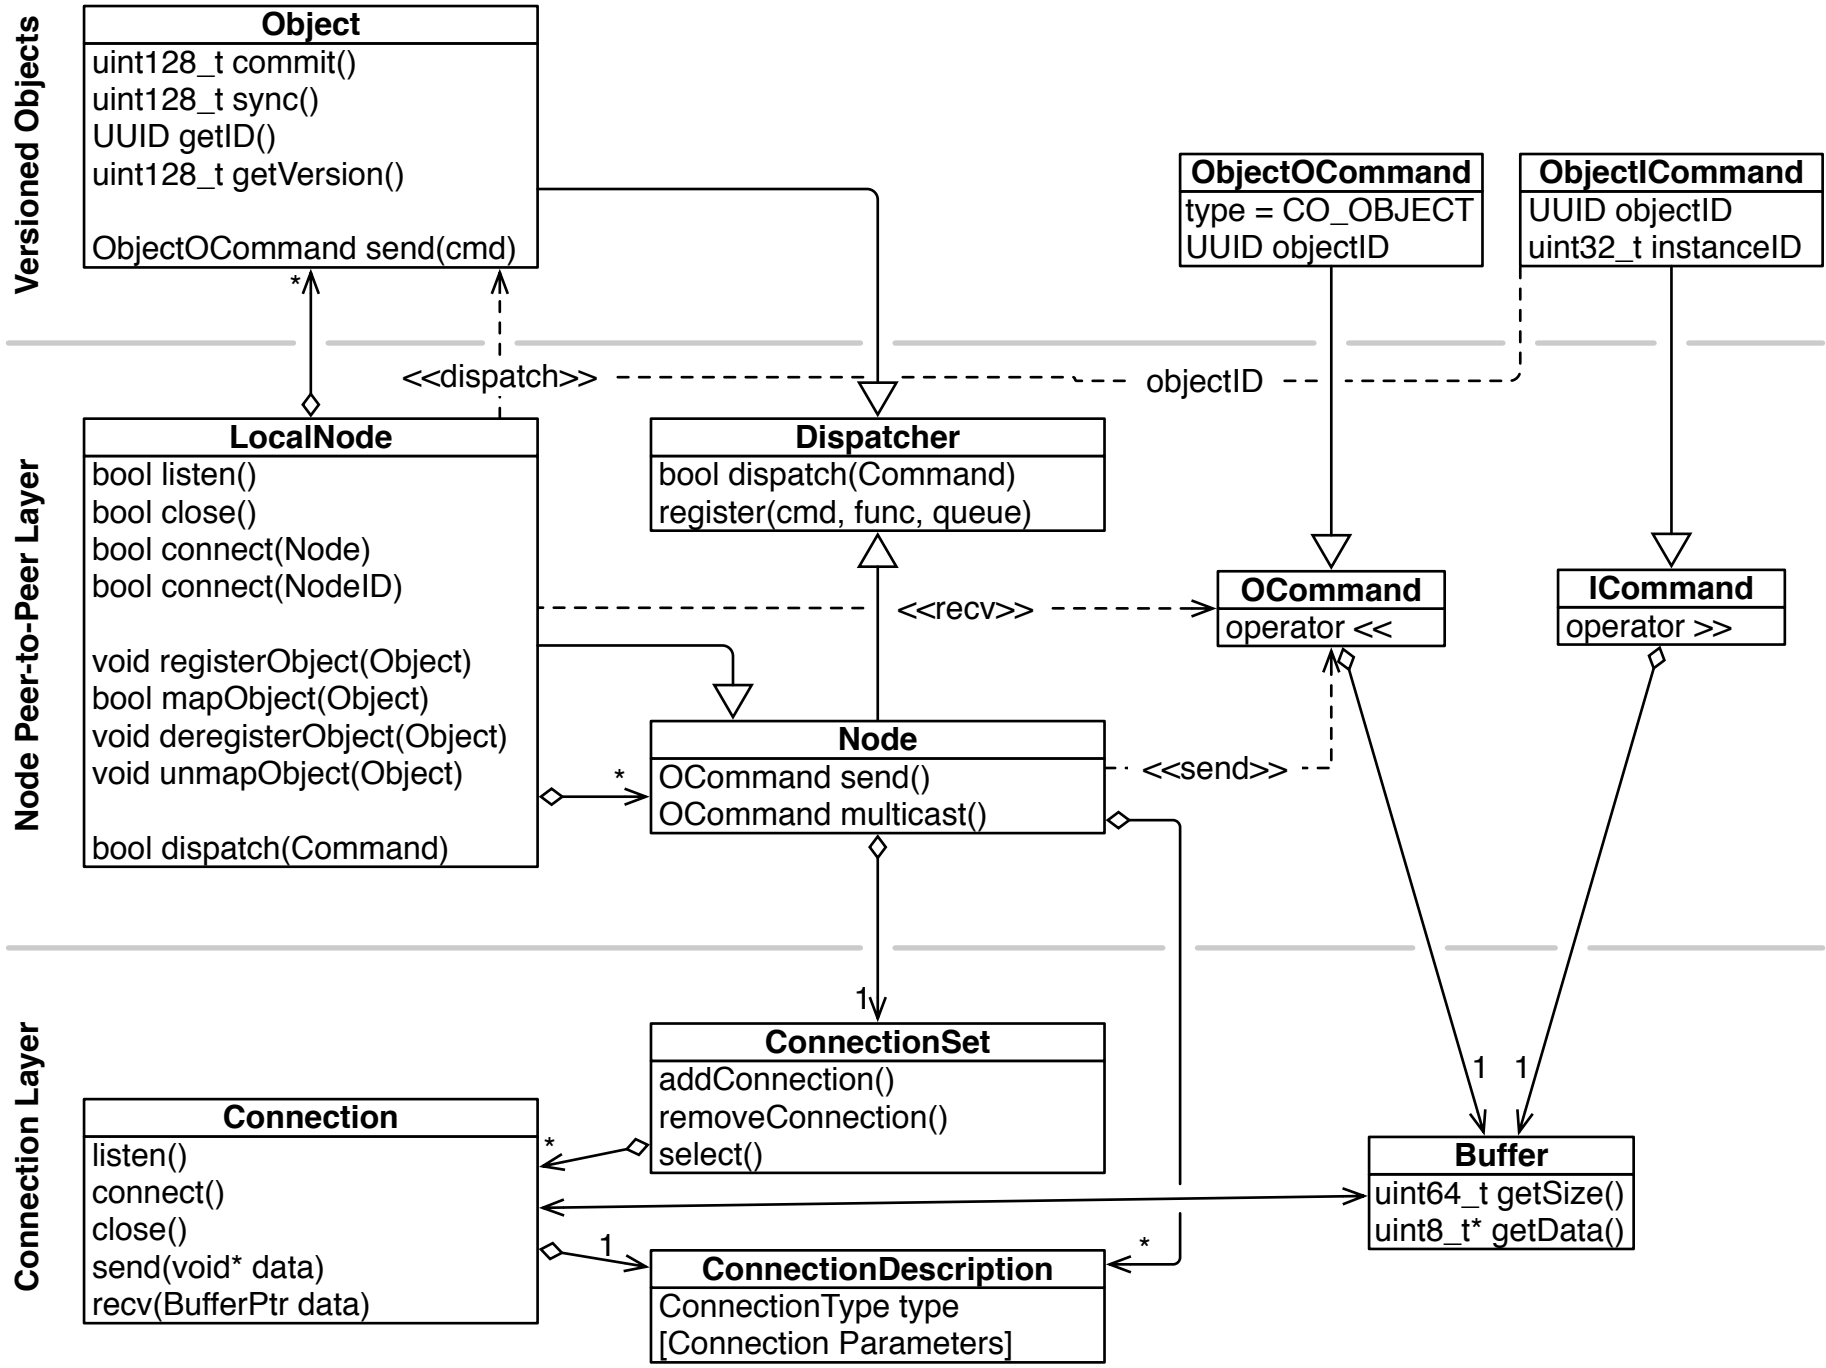 Versioned Objects
Object
uint128_t commit()
uint128_t sync()
UUID getID()
uint128_t getVersion()
ObjectOCommand send(cmd)
ObjectOCommand
type = CO_OBJECT
UUID objectID
ObjectICommand
UUID objectID
uint32_t instanceID
*
<<dispatch>>
objectID
Node Peer-to-Peer Layer
LocalNode
bool listen()
bool close()
bool connect(Node)
bool connect(NodeID)
void registerObject(Object)
bool mapObject(Object)
void deregisterObject(Object)
void unmapObject(Object)
bool dispatch(Command)
Dispatcher
bool dispatch(Command)
register(cmd, func, queue)
<<recv>>
OCommand
operator <<
ICommand
operator >>
*
Node
OCommand send()
OCommand multicast()
<<send>>
Connection Layer
1
ConnectionSet
addConnection()
removeConnection()
select()
1
1
Connection
listen()
connect()
close()
send(void* data)
recv(BufferPtr data)
*
Buffer
uint64_t getSize()
uint8_t* getData()
1
*
ConnectionDescription
ConnectionType type
[Connection Parameters]